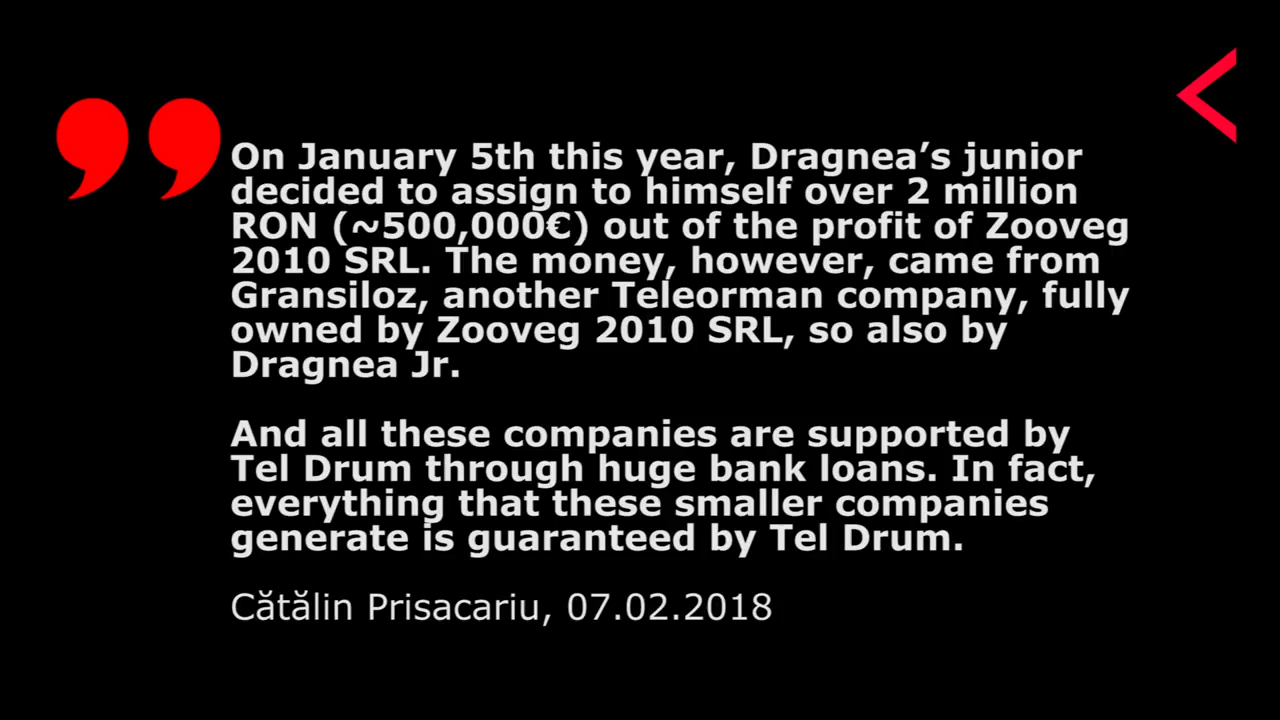 On January 5th this year, Dragnea’s junior
decided to assign to himself over 2 million
RON (~500,000€) out of the profit of Zooveg
2010 SRL. The money, however, came from
Gransiloz, another Teleorman company, fully
owned by Zooveg 2010 SRL, so also by
Dragnea Jr.
And all these companies are supported by
Tel Drum through huge bank loans. In fact,
everything that these smaller companies
generate is guaranteed by Tel Drum.
Cătălin Prisacariu, 07.02.2018